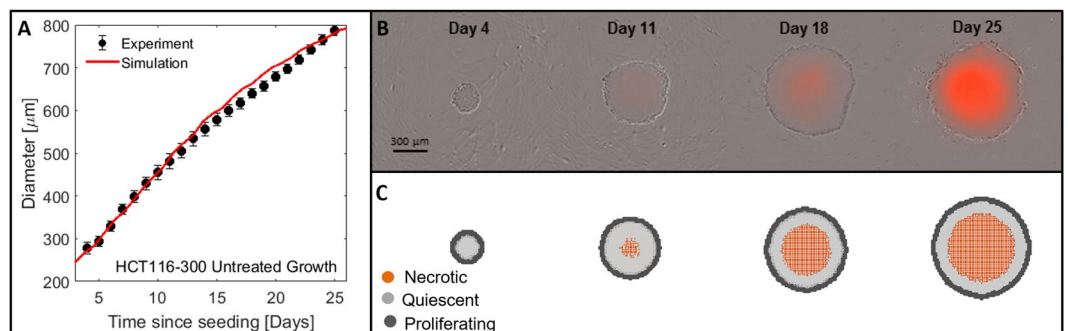 A
800
700
600
500
400
300
200
Diameter [µm]
Experiment
Simulation
HCT116-300 Untreated Growth
5 10 15 20 25
Time since seeding [Days]
B
Day 4 Day 11 Day 18 Day 25
300 µm
C
Necrotic
Quiescent
Proliferating